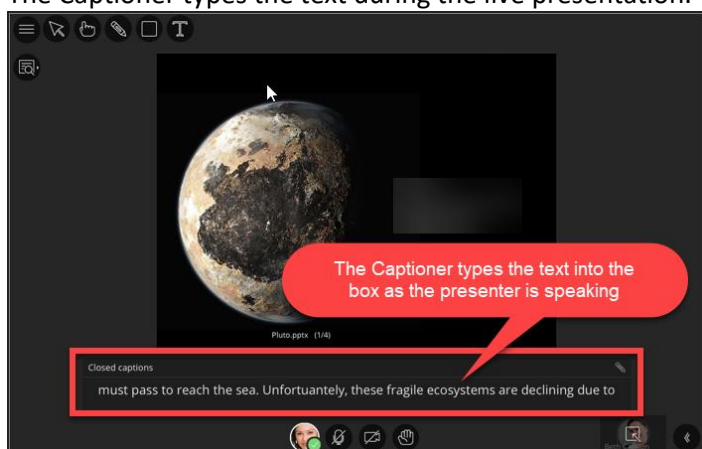 The Captioner types the text during the live presentation.
T
The Captioner types the text into the
box as the presenter is speaking
Pluto.pptx (1/4)
Closed captions
must pass to reach the sea. Unfortuantely, these fragile ecosystems are declining due to